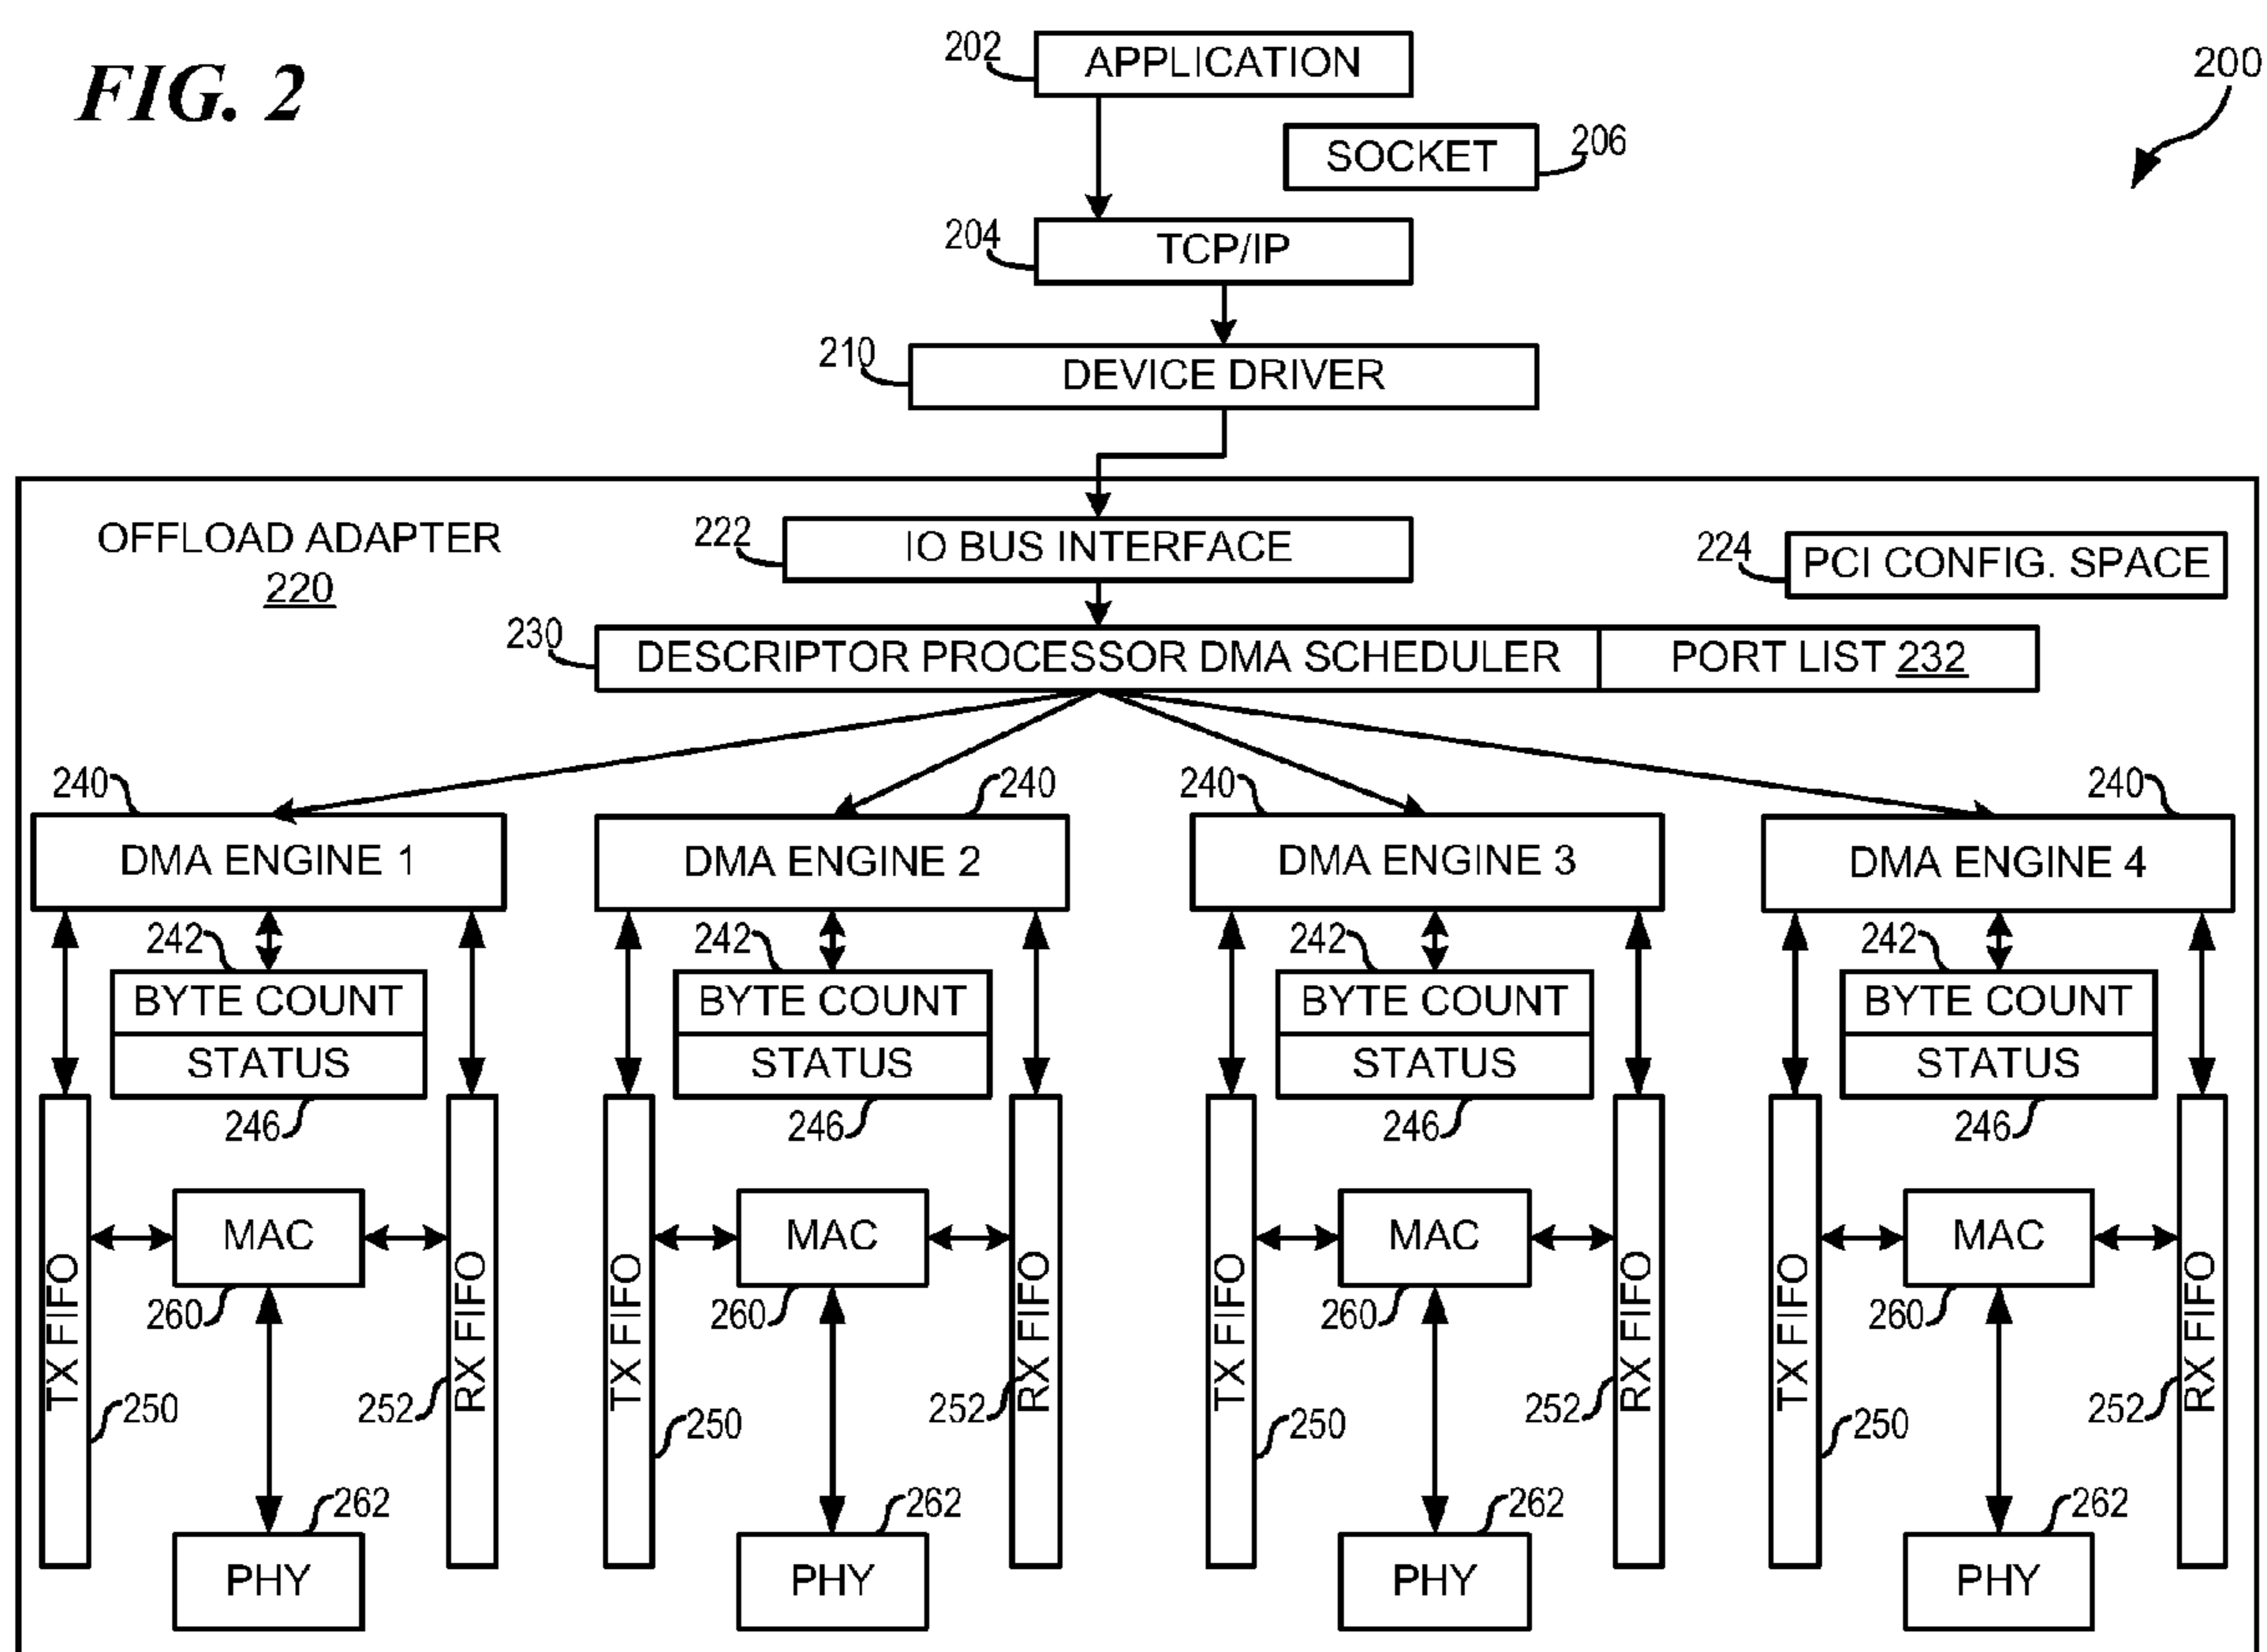 FIG. 2
200
202 APPLICATION
SOCKET 206
204 TCP/IP
210 DEVICE DRIVER
OFFLOAD ADAPTER
220
222 IO BUS INTERFACE
224 PCI CONFIG. SPACE
230 DESCRIPTOR PROCESSOR DMA SCHEDULER PORT LIST 232
240 240 240 240
DMA ENGINE 1 DMA ENGINE 2 DMA ENGINE 3 DMA ENGINE 4
242 242 242 242
BYTE COUNT BYTE COUNT BYTE COUNT BYTE COUNT
STATUS STATUS STATUS STATUS
246 246 246 246
MAC MAC MAC MAC
260 260 260 260
TX FIFO RX FIFO TX FIFO RX FIFO TX FIFO RX FIFO TX FIFO RX FIFO
250 252 250 252 250 252 250 252
262 262 262 262
PHY PHY PHY PHY